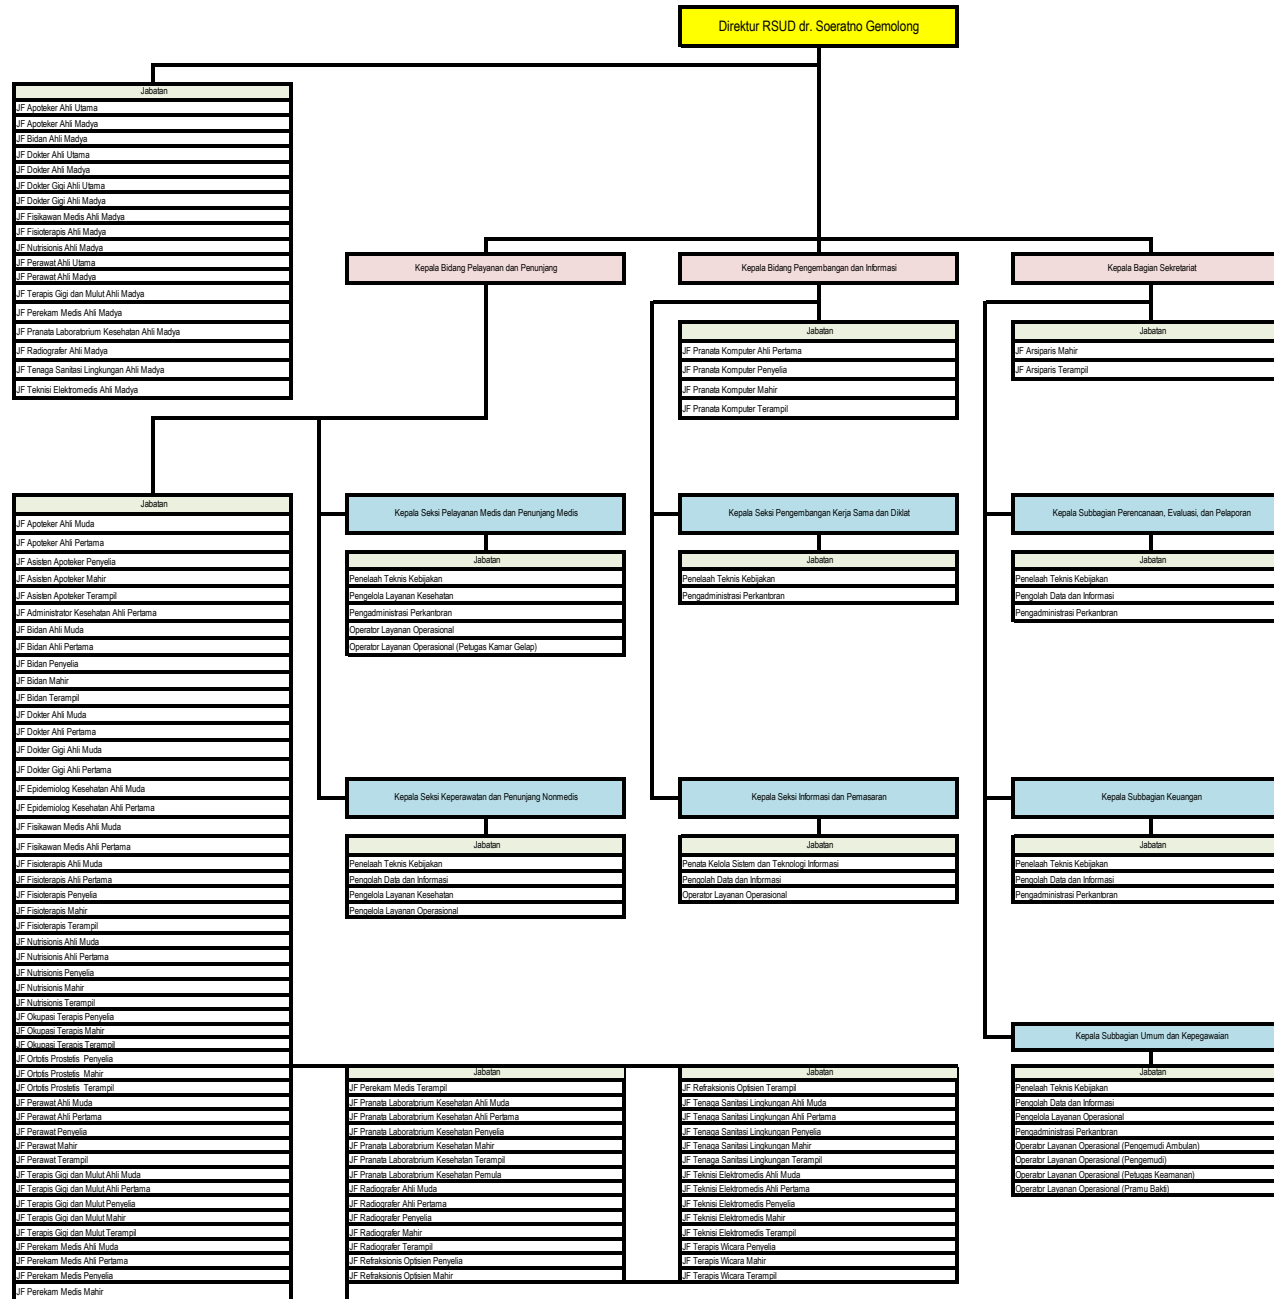 Direktur RSUD dr. Soeratno Gemolong
Jabatan
JF Apoteker Ahli Utama
JF Apoteker Ahli Madya
JF Bidan Ahli Madya
JF Dokter Ahli Utama
JF Dokter Ahli Madya
JF Dokter Gigi Ahli Utama
JF Dokter Gigi Ahli Madya
JF Fisikawan Medis Ahli Madya
JF Fisioterapis Ahli Madya
JF Nutrisionis Ahli Madya
JF Perawat Ahli Utama
JF Perawat Ahli Madya
JF Terapis Gigi dan Mulut Ahli Madya
JF Perekam Medis Ahli Madya
JF Pranata Laboratorium Kesehatan Ahli Madya
JF Radiografer Ahli Madya
JF Tenaga Sanitasi Lingkungan Ahli Madya
JF Teknisi Elektromedis Ahli Madya
Kepala Bidang Pelayanan dan Penunjang
Kepala Bidang Pengembangan dan Informasi
Kepala Bagian Sekretariat
Jabatan
JF Pranata Komputer Ahli Pertama
JF Pranata Komputer Penyelia
JF Pranata Komputer Mahir
JF Pranata Komputer Terampil
Jabatan
JF Arsiparis Mahir
JF Arsiparis Terampil
Jabatan
JF Apoteker Ahli Muda
JF Apoteker Ahli Pertama
JF Asisten Apoteker Penyelia
JF Asisten Apoteker Mahir
JF Asisten Apoteker Terampil
JF Administrator Kesehatan Ahli Pertama
JF Bidan Ahli Muda
JF Bidan Ahli Pertama
JF Bidan Penyelia
JF Bidan Mahir
JF Bidan Terampil
JF Dokter Ahli Muda
JF Dokter Ahli Pertama
JF Dokter Gigi Ahli Muda
JF Dokter Gigi Ahli Pertama
JF Epidemiolog Kesehatan Ahli Muda
JF Epidemiolog Kesehatan Ahli Pertama
JF Fisikawan Medis Ahli Muda
JF Fisikawan Medis Ahli Pertama
JF Fisioterapis Ahli Muda
JF Fisioterapis Ahli Pertama
JF Fisioterapis Penyelia
JF Fisioterapis Mahir
JF Fisioterapis Terampil
JF Nutrisionis Ahli Muda
JF Nutrisionis Ahli Pertama
JF Nutrisionis Penyelia
JF Nutrisionis Mahir
JF Nutrisionis Terampil
JF Okupasi Terapis Penyelia
JF Okupasi Terapis Mahir
JF Okupasi Terapis Terampil
JF Ortotis Prostetis Penyelia
JF Ortotis Prostetis Mahir
JF Ortotis Prostetis Terampil
JF Perawat Ahli Muda
JF Perawat Ahli Pertama
JF Perawat Penyelia
JF Perawat Mahir
JF Perawat Terampil
JF Terapis Gigi dan Mulut Ahli Muda
JF Terapis Gigi dan Mulut Ahli Pertama
JF Terapis Gigi dan Mulut Penyelia
JF Terapis Gigi dan Mulut Mahir
JF Terapis Gigi dan Mulut Terampil
JF Perekam Medis Ahli Muda
JF Perekam Medis Ahli Pertama
JF Perekam Medis Penyelia
JF Perekam Medis Mahir
Kepala Seksi Pelayanan Medis dan Penunjang Medis
Jabatan
Penelaah Teknis Kebijakan
Pengelola Layanan Kesehatan
Pengadministrasi Perkantoran
Operator Layanan Operasional
Operator Layanan Operasional (Petugas Kamar Gelap)
Kepala Seksi Pengembangan Kerja Sama dan Diklat
Jabatan
Penelaah Teknis Kebijakan
Pengadministrasi Perkantoran
Kepala Subbagian Perencanaan, Evaluasi, dan Pelaporan
Jabatan
Penelaah Teknis Kebijakan
Pengolah Data dan Informasi
Pengadministrasi Perkantoran
Kepala Seksi Keperawatan dan Penunjang Nonmedis
Jabatan
Penelaah Teknis Kebijakan
Pengolah Data dan Informasi
Pengelola Layanan Kesehatan
Pengelola Layanan Operasional
Kepala Seksi Informasi dan Pemasaran
Jabatan
Penata Kelola Sistem dan Teknologi Informasi
Pengolah Data dan Informasi
Operator Layanan Operasional
Kepala Subbagian Keuangan
Jabatan
Penelaah Teknis Kebijakan
Pengolah Data dan Informasi
Pengadministrasi Perkantoran
Kepala Subbagian Umum dan Kepegawaian
Jabatan
Penelaah Teknis Kebijakan
Pengolah Data dan Informasi
Pengelola Layanan Operasional
Pengadministrasi Perkantoran
Operator Layanan Operasional (Pengemudi Ambulan)
Operator Layanan Operasional (Pengemudi)
Operator Layanan Operasional (Petugas Keamanan)
Operator Layanan Operasional (Pramu Bakti)
Jabatan
JF Perekam Medis Terampil
JF Pranata Laboratorium Kesehatan Ahli Muda
JF Pranata Laboratorium Kesehatan Ahli Pertama
JF Pranata Laboratorium Kesehatan Penyelia
JF Pranata Laboratorium Kesehatan Mahir
JF Pranata Laboratorium Kesehatan Terampil
JF Pranata Laboratorium Kesehatan Pemula
JF Radiografer Ahli Muda
JF Radiografer Ahli Pertama
JF Radiografer Penyelia
JF Radiografer Mahir
JF Radiografer Terampil
JF Refraksionis Optisien Penyelia
JF Refraksionis Optisien Mahir
Jabatan
JF Refraksionis Optisien Terampil
JF Tenaga Sanitasi Lingkungan Ahli Muda
JF Tenaga Sanitasi Lingkungan Ahli Pertama
JF Tenaga Sanitasi Lingkungan Penyelia
JF Tenaga Sanitasi Lingkungan Mahir
JF Tenaga Sanitasi Lingkungan Terampil
JF Teknisi Elektromedis Ahli Muda
JF Teknisi Elektromedis Ahli Pertama
JF Teknisi Elektromedis Penyelia
JF Teknisi Elektromedis Mahir
JF Teknisi Elektromedis Terampil
JF Terapis Wicara Penyelia
JF Terapis Wicara Mahir
JF Terapis Wicara Terampil